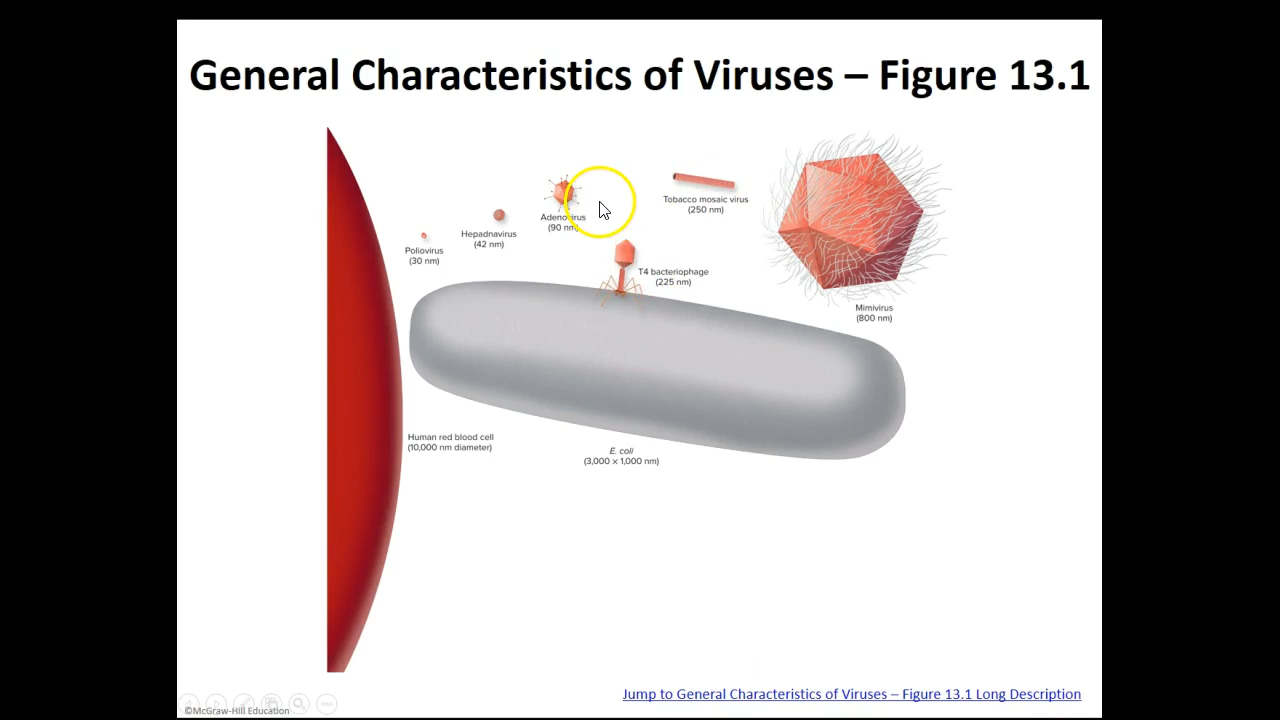 General Characteristics of Viruses – Figure 13.1
Tobacco mosaic virus
(250 nm)
Adenovirus
(90 nm)
Hepadnavirus
(42 nm)
Poliovirus
(30 nm)
T4 bacteriophage
(225 nm)
Mimivirus
(800 nm)
Human red blood cell
(10,000 nm diameter)
E. coli
(3,000 × 1,000 nm)
Jump to General Characteristics of Viruses – Figure 13.1 Long Description
©McGraw-Hill Education